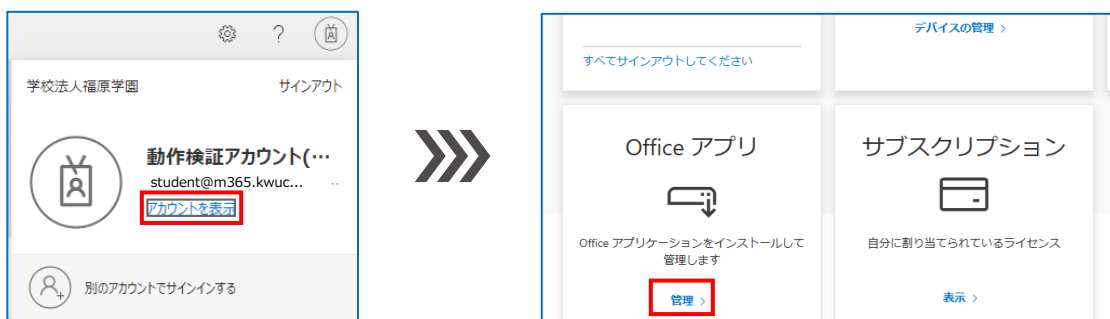 ?
学校法人福原学園 サインアウト
動作検証アカウント(…
student@m365.kwuc... ..
アカウントを表示
別のアカウントでサインインする
すべてサインアウトしてください
デバイスの管理 >
Office アプリ
Office アプリケーションをインストールして
管理します
管理 >
サブスクリプション
自分に割り当てられているライセンス
表示 >